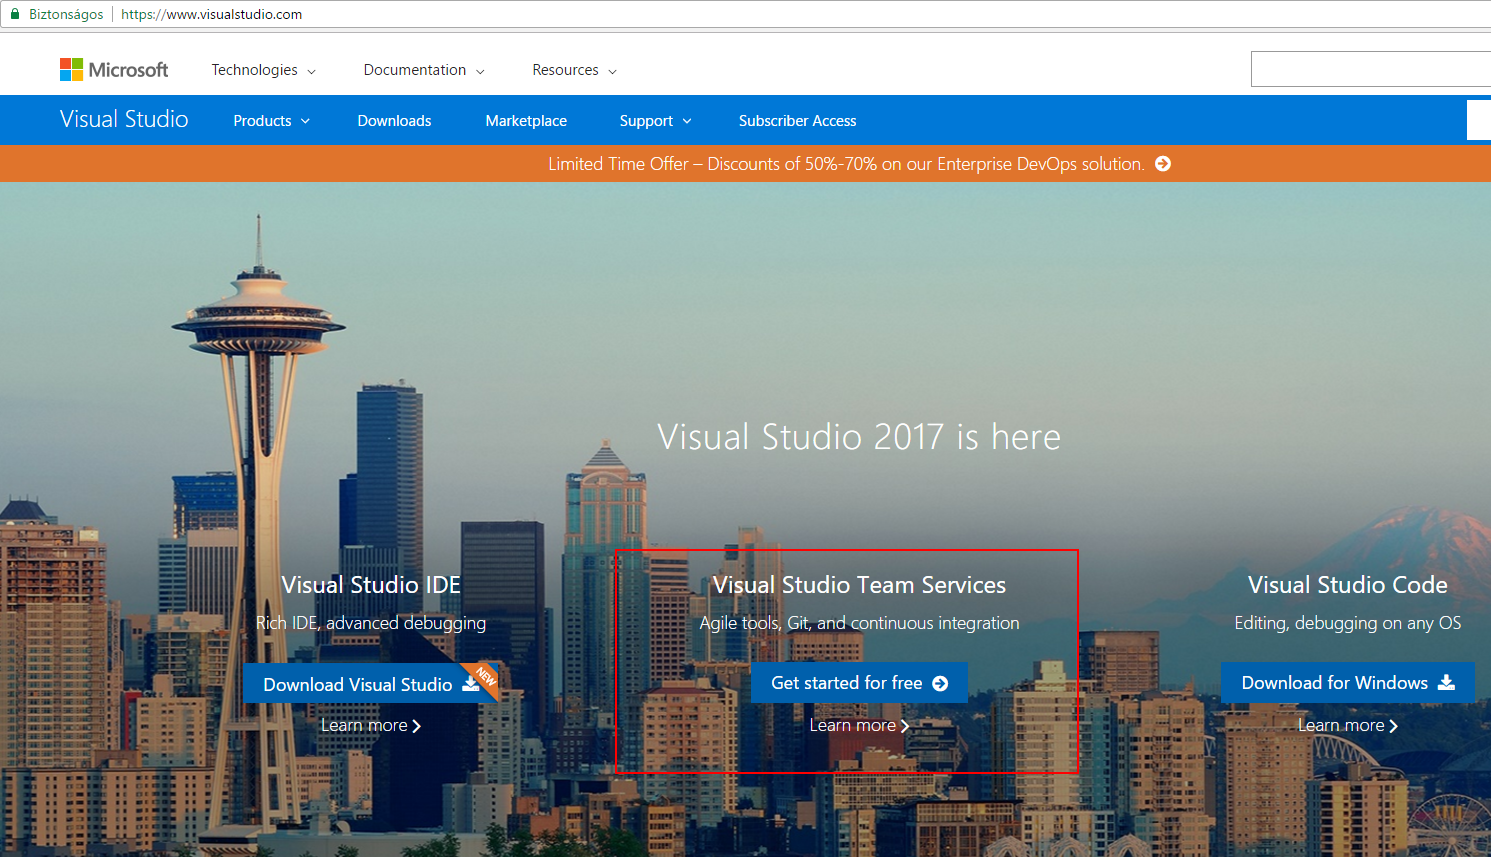 Biztonságos https://www.visualstudio.com
Microsoft Technologies Documentation Resources
Visual Studio Products Downloads Marketplace Support Subscriber Access
Limited Time Offer – Discounts of 50%-70% on our Enterprise DevOps solution.
Visual Studio 2017 is here
Visual Studio IDE
Rich IDE, advanced debugging
Download Visual Studio NEW
Learn more
Visual Studio Team Services
Agile tools, Git, and continuous integration
Get started for free
Learn more
Visual Studio Code
Editing, debugging on any OS
Download for Windows
Learn more